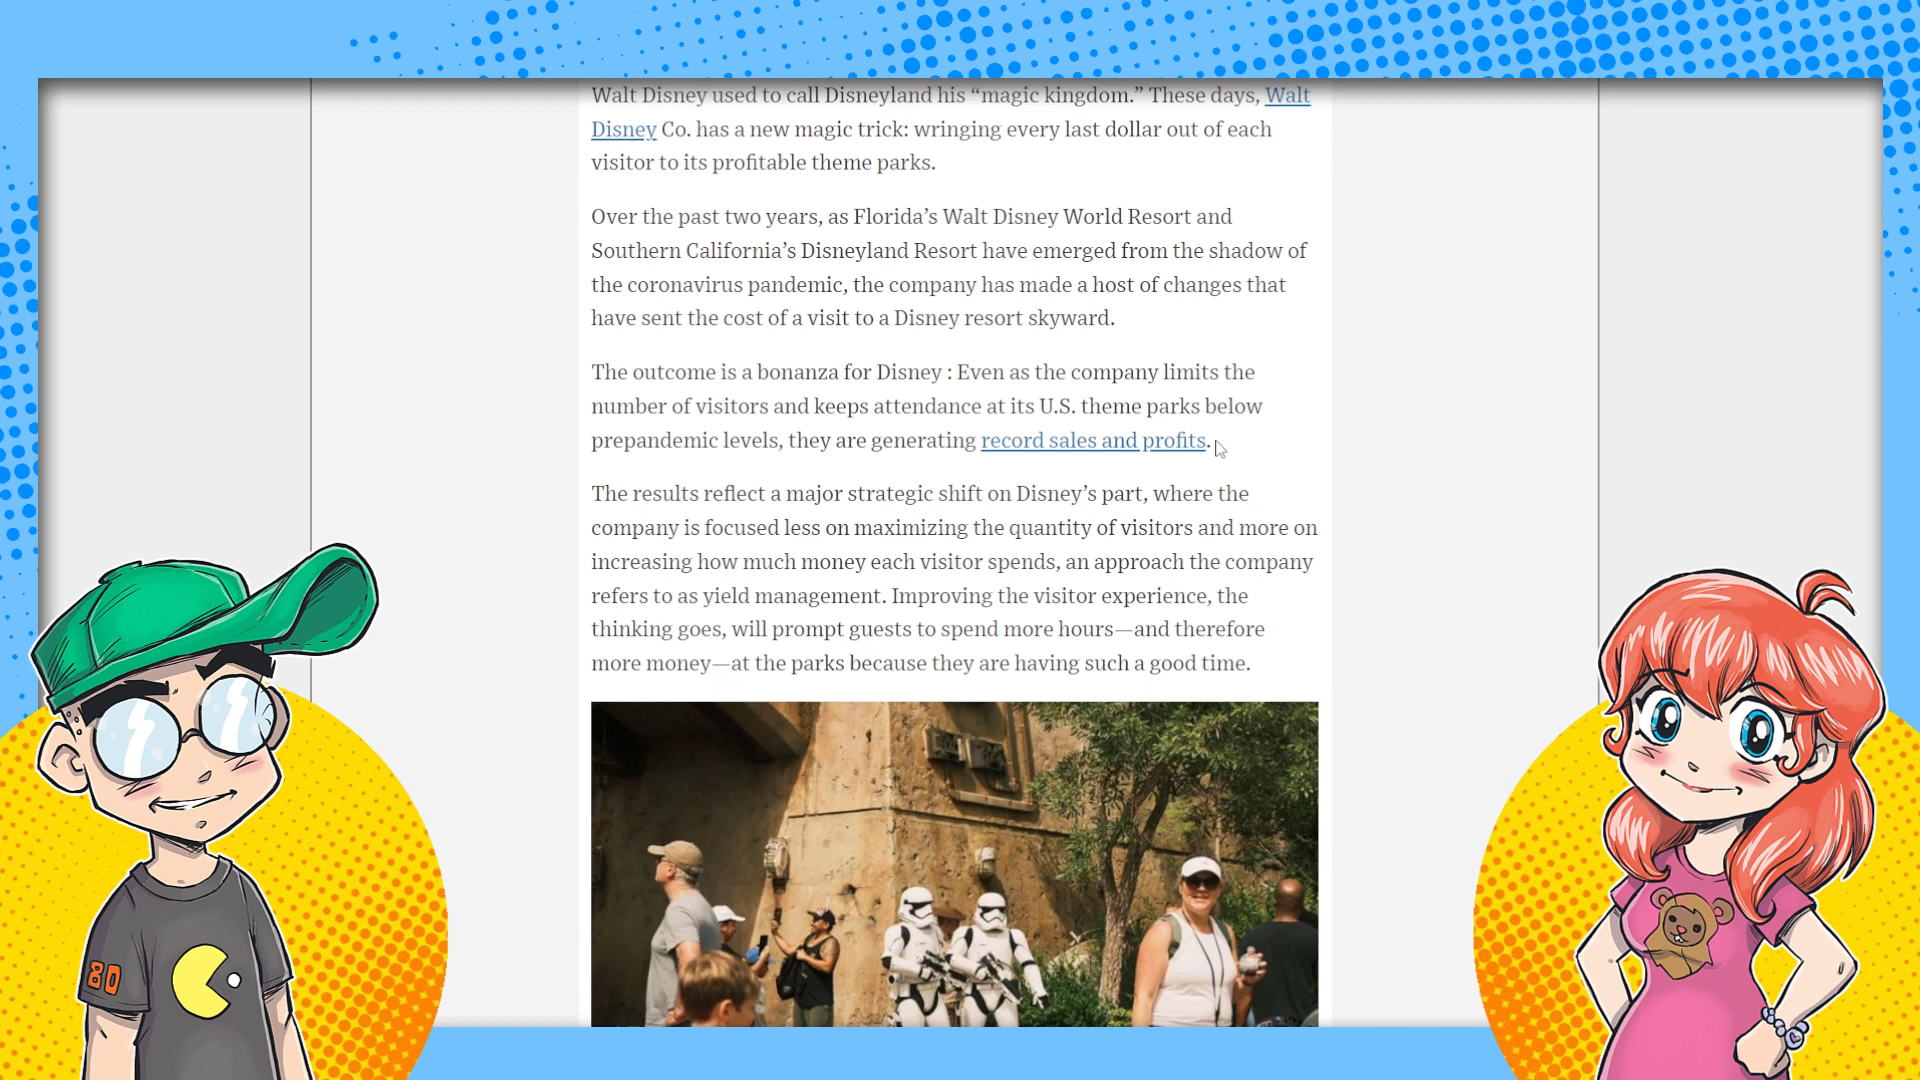 Walt Disney used to call Disneyland his “magic kingdom.” These days, Walt
Disney Co. has a new magic trick: wringing every last dollar out of each
visitor to its profitable theme parks.
Over the past two years, as Florida’s Walt Disney World Resort and
Southern California’s Disneyland Resort have emerged from the shadow of
the coronavirus pandemic, the company has made a host of changes that
have sent the cost of a visit to a Disney resort skyward.
The outcome is a bonanza for Disney : Even as the company limits the
number of visitors and keeps attendance at its U.S. theme parks below
prepandemic levels, they are generating record sales and profits.
The results reflect a major strategic shift on Disney’s part, where the
company is focused less on maximizing the quantity of visitors and more on
increasing how much money each visitor spends, an approach the company
refers to as yield management. Improving the visitor experience, the
thinking goes, will prompt guests to spend more hours—and therefore
more money—at the parks because they are having such a good time.
80